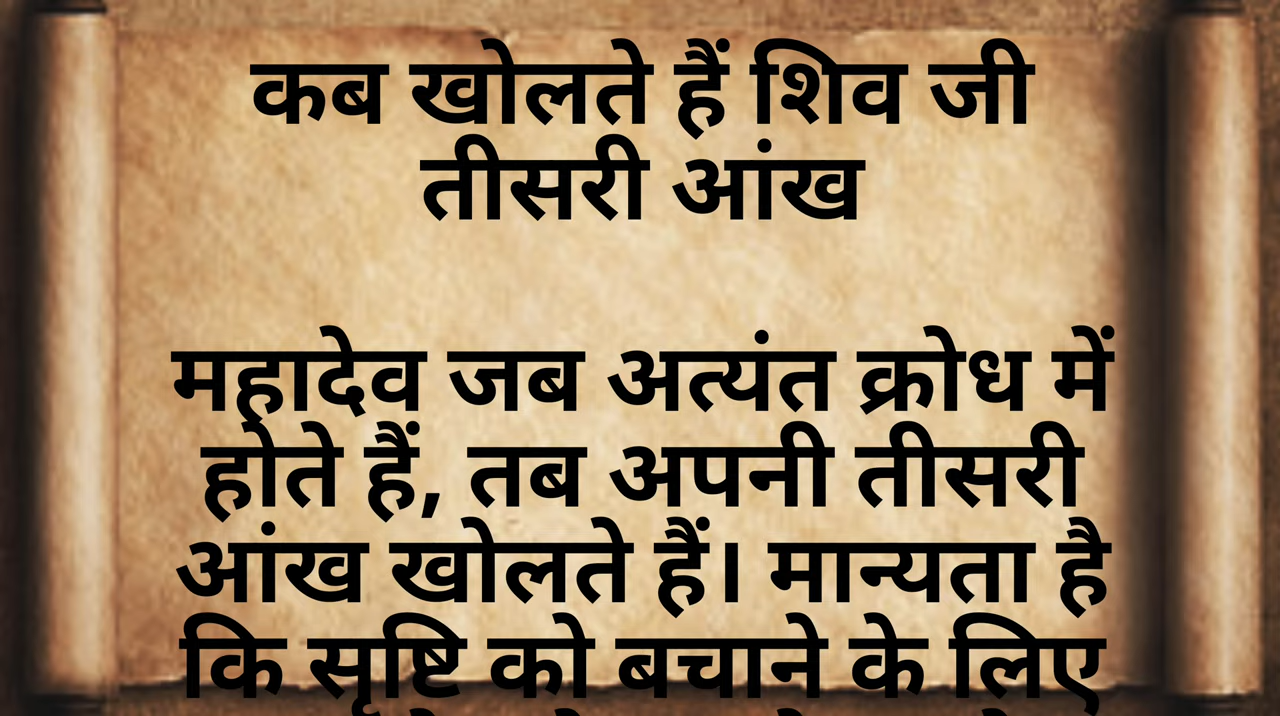 कब खोलते हैं शिव जी
तीसरी आंख
महादेव जब अत्यंत क्रोध में
होते हैं, तब अपनी तीसरी
आंख खोलते हैं। मान्यता है
कि सृष्टि को बचाने के लिए